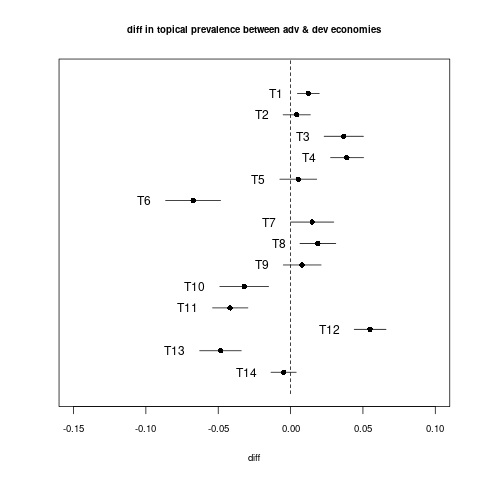 diff in topical prevalence between adv & dev economies
T1
T2
T3
T4
T5
T6
T7
T8
T9
T10
T11
T12
T13
T14
-0.15 -0.10 -0.05 0.00 0.05 0.10
diff